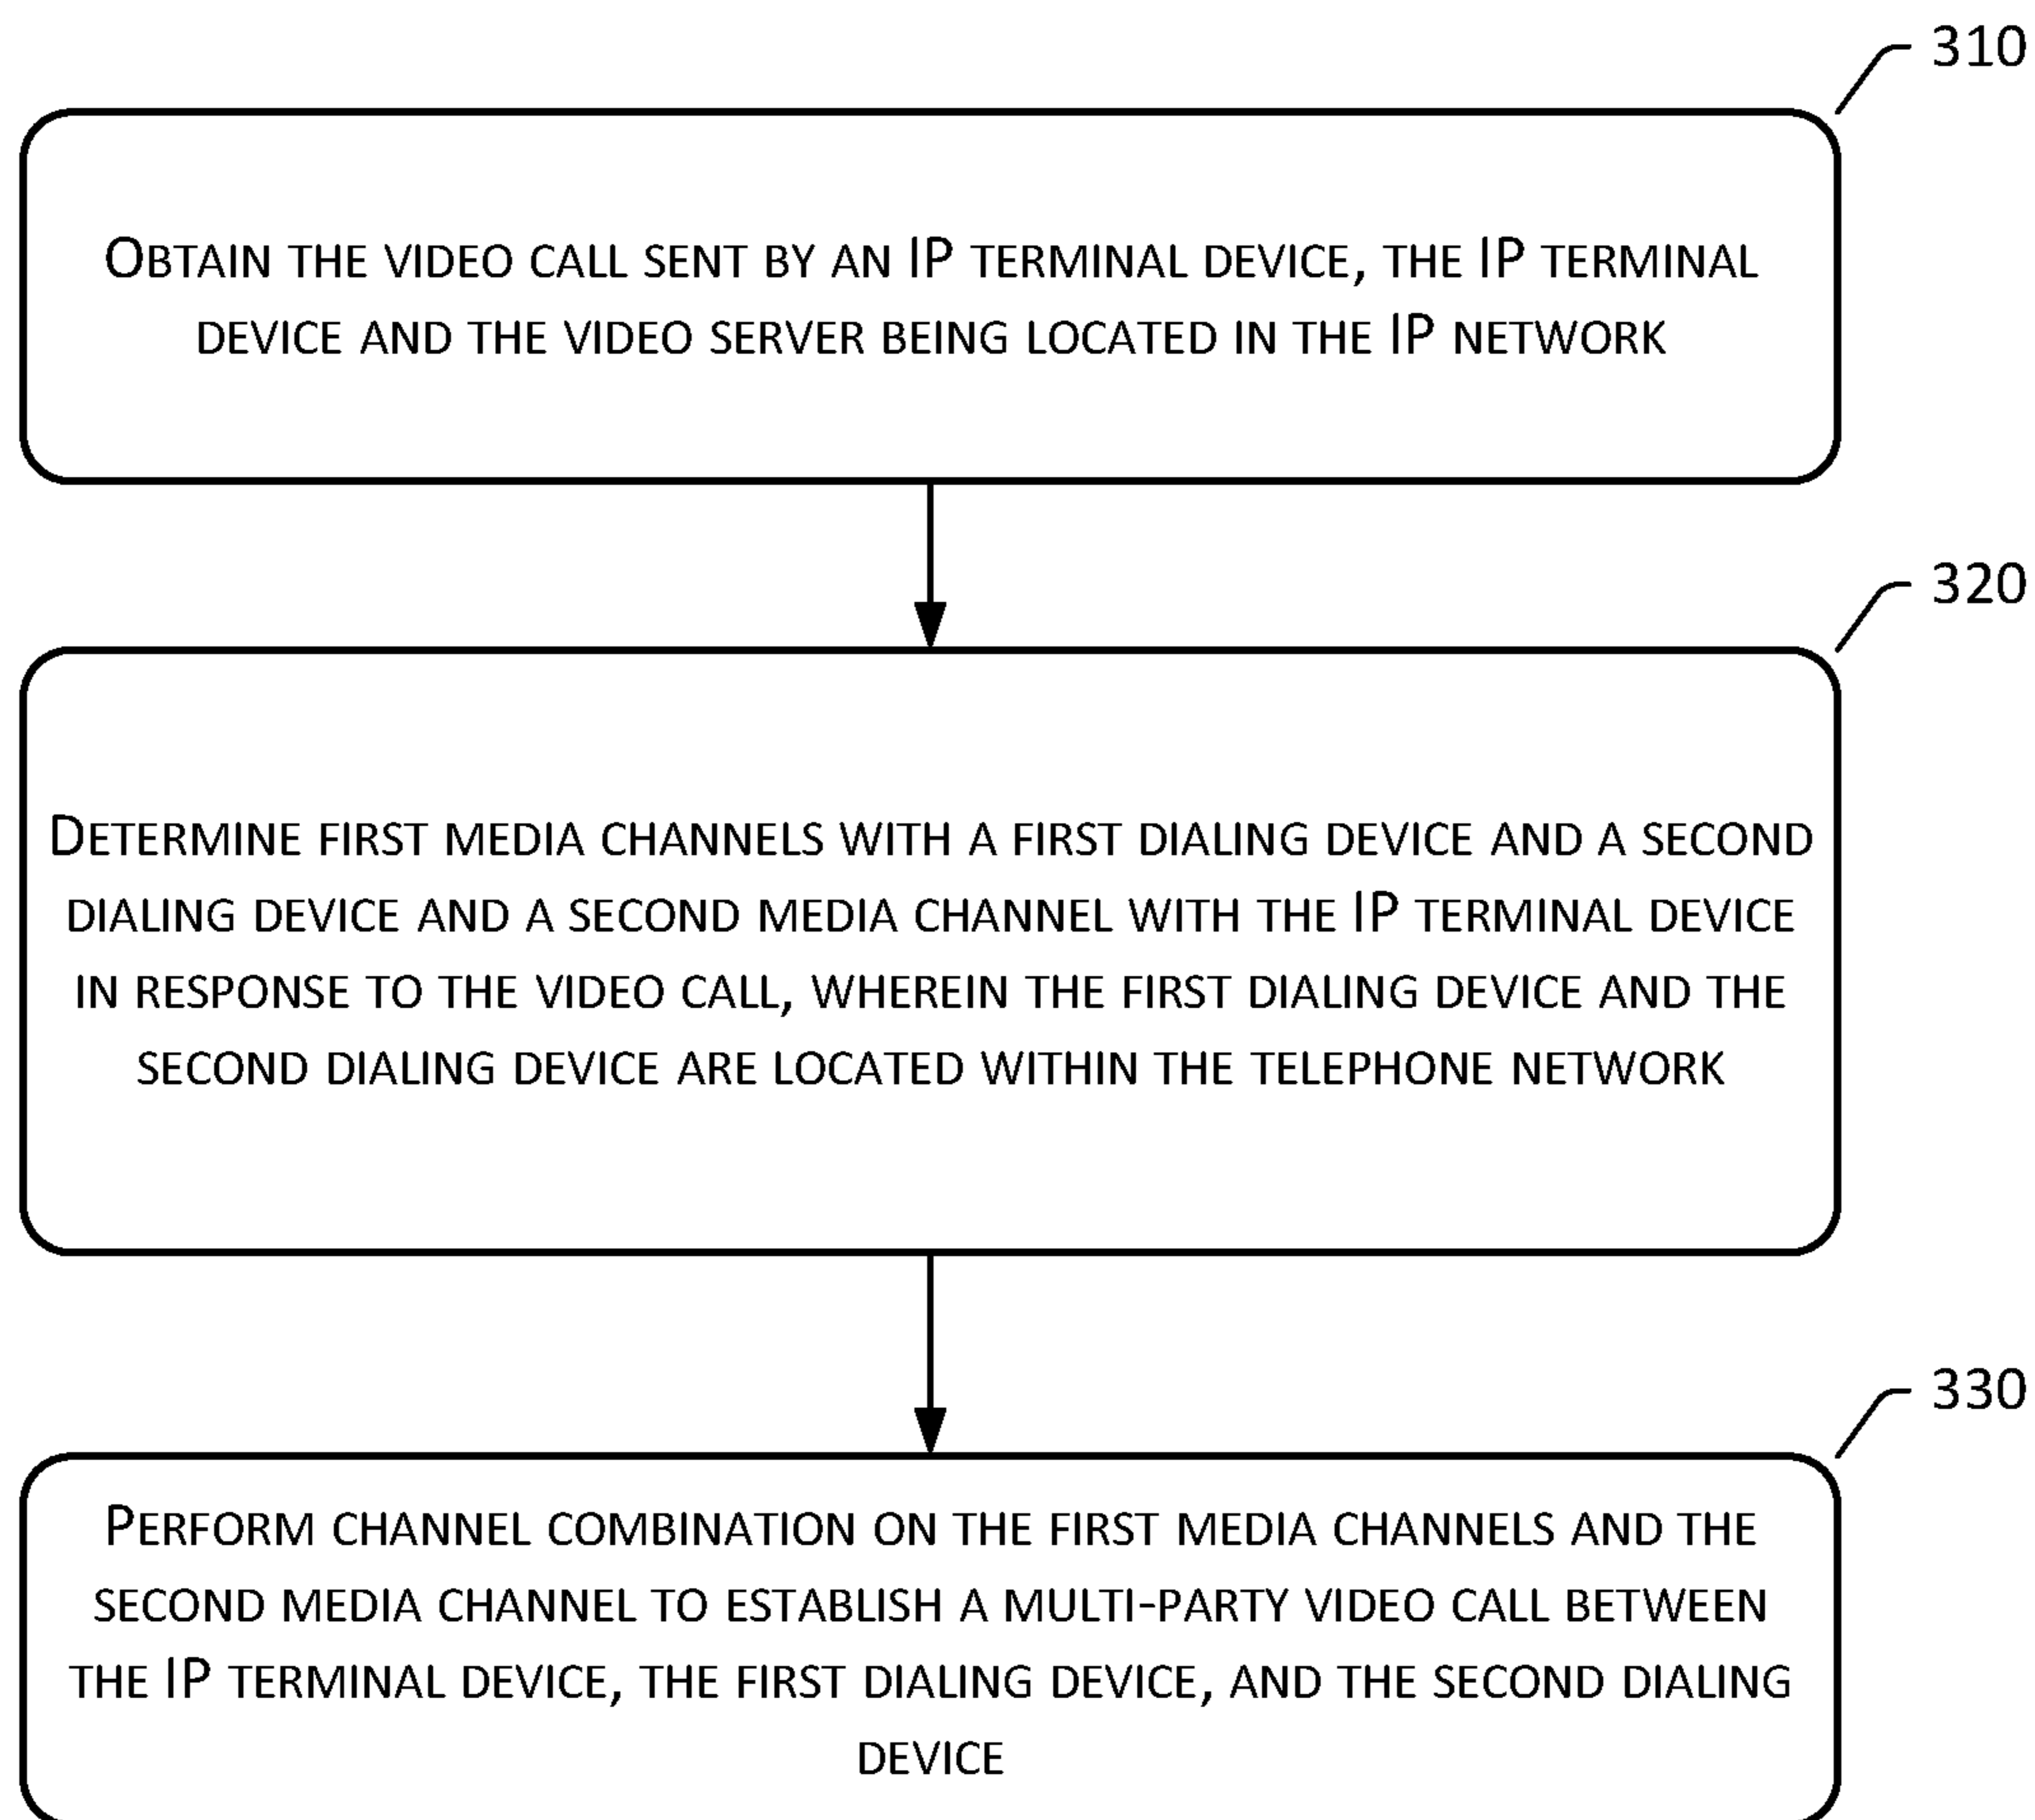 310
OBTAIN THE VIDEO CALL SENT BY AN IP TERMINAL DEVICE, THE IP TERMINAL
DEVICE AND THE VIDEO SERVER BEING LOCATED IN THE IP NETWORK
320
DETERMINE FIRST MEDIA CHANNELS WITH A FIRST DIALING DEVICE AND A SECOND
DIALING DEVICE AND A SECOND MEDIA CHANNEL WITH THE IP TERMINAL DEVICE
IN RESPONSE TO THE VIDEO CALL, WHEREIN THE FIRST DIALING DEVICE AND THE
SECOND DIALING DEVICE ARE LOCATED WITHIN THE TELEPHONE NETWORK
330
PERFORM CHANNEL COMBINATION ON THE FIRST MEDIA CHANNELS AND THE
SECOND MEDIA CHANNEL TO ESTABLISH A MULTI-PARTY VIDEO CALL BETWEEN
THE IP TERMINAL DEVICE, THE FIRST DIALING DEVICE, AND THE SECOND DIALING
DEVICE